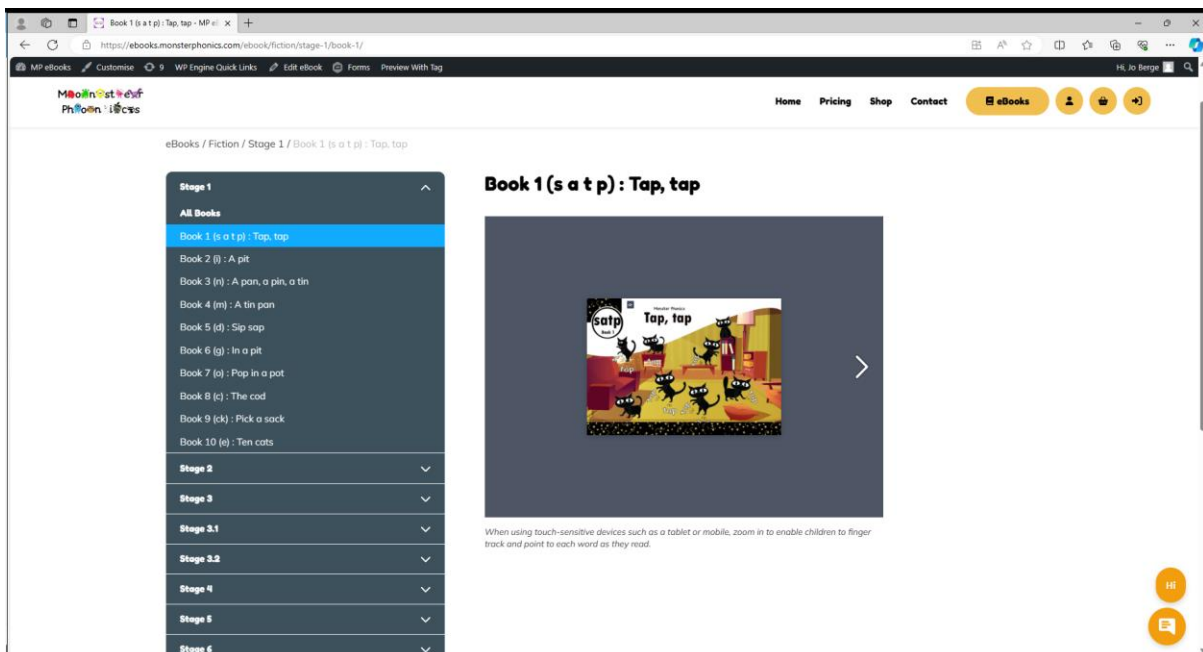 Book 1 (s a t p) : Tap, tap - MP el
https://ebooks.monsterphonics.com/ebook/fiction/stage-1/book-1/
MP eBooks Customise 9 WP Engine Quick Links Edit eBook Forms Preview With Tag Hi, Jo Berge
Home Pricing Shop Contact eBooks
eBooks / Fiction / Stage 1 / Book 1 (s a t p) : Tap, tap
Stage 1
All Books
Book 1 (s a t p) : Tap, tap
Book 2 (i) : A pit
Book 3 (n) : A pan, a pin, a tin
Book 4 (m) : A tin pan
Book 5 (d) : Sip sap
Book 6 (g) : In a pit
Book 7 (o) : Pop in a pot
Book 8 (c) : The cod
Book 9 (ck) : Pick a sack
Book 10 (e) : Ten cats
Stage 2
Stage 3
Stage 3.1
Stage 3.2
Stage 4
Stage 5
Stage 6
Book 1 (s a t p) : Tap, tap
Monster Phonics
satp
Book 1
Tap, tap
tap
tap
When using touch-sensitive devices such as a tablet or mobile, zoom in to enable children to finger
track and point to each word as they read.
Hi